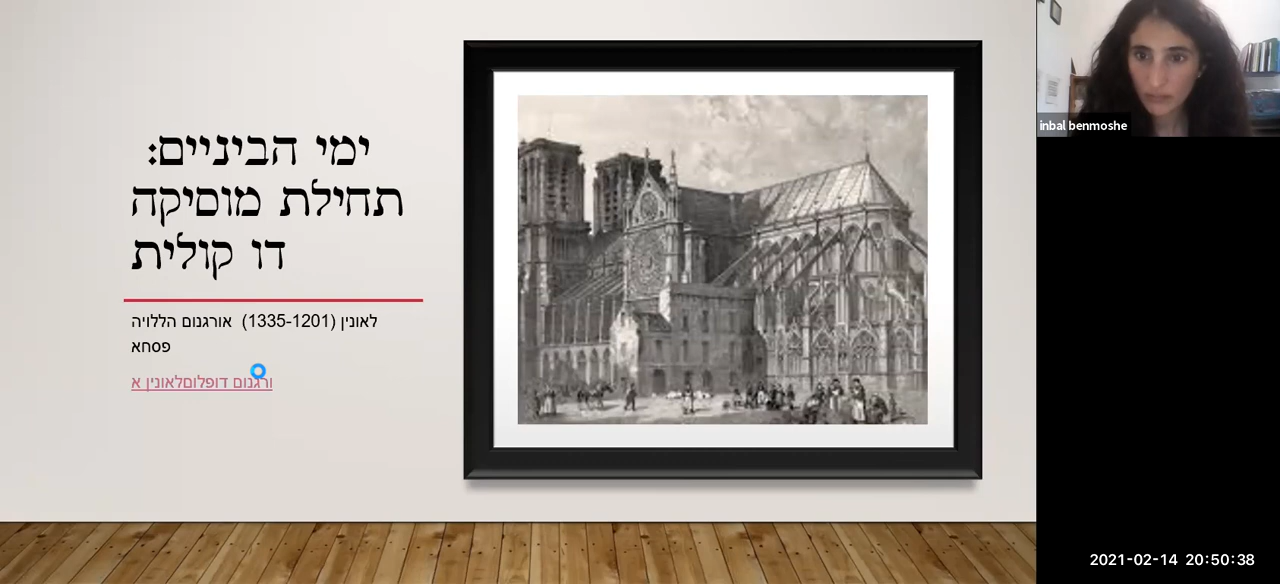 ימי הביניים:
תחילת מוסיקה
דו קולית
לאונין (1335-1201) אורגנום הללויה
פסחא
ורגנום דופלוםלאונין א
inbal benmoshe
2021-02-14 20:50:38